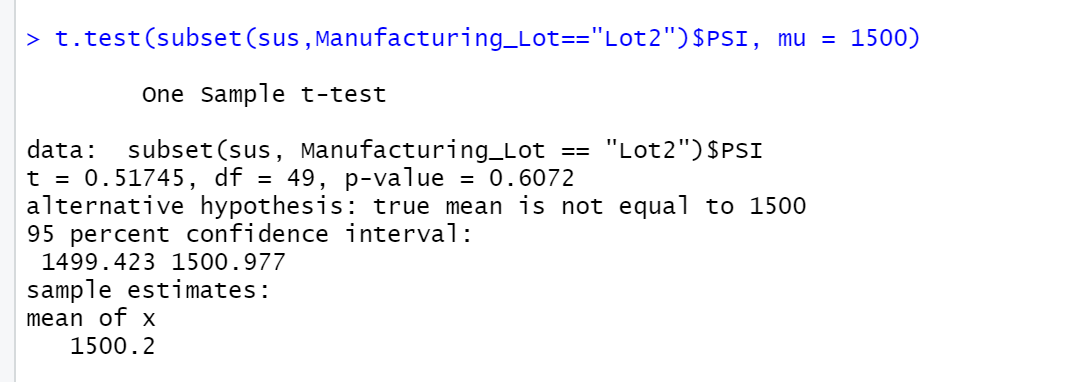 > t.test(subset(sus,Manufacturing_Lot=="Lot2")$PSI, mu = 1500)
One Sample t-test
data:  subset(sus, Manufacturing_Lot == "Lot2")$PSI
t = 0.51745, df = 49, p-value = 0.6072
alternative hypothesis: true mean is not equal to 1500
95 percent confidence interval:
1499.423 1500.977
sample estimates:
mean of x
1500.2